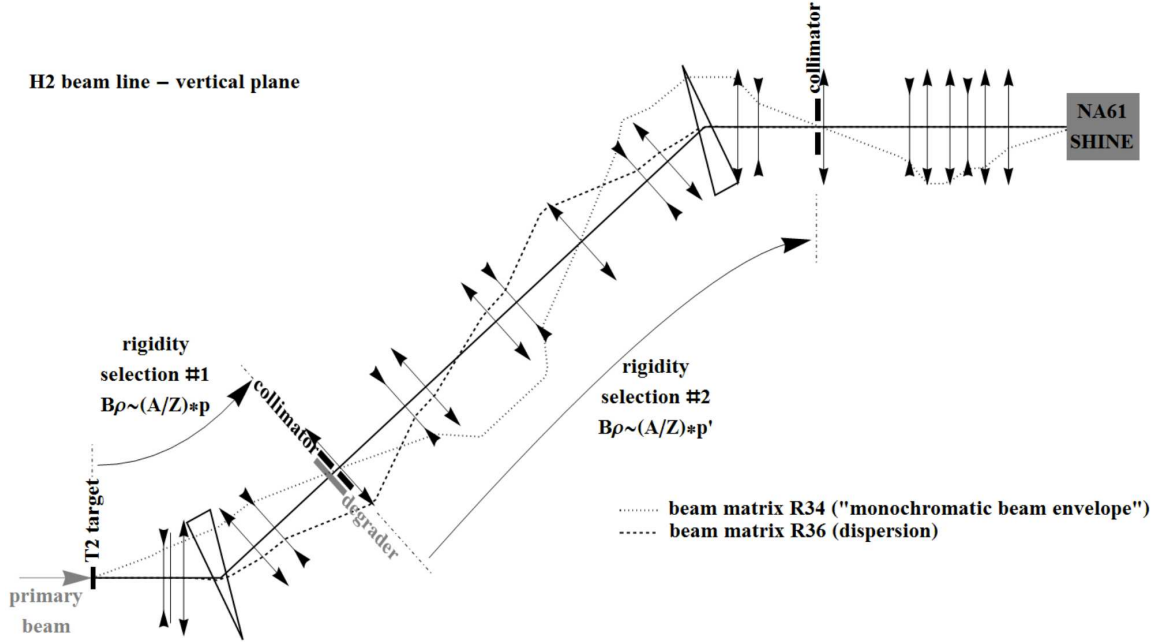 H2 beam line – vertical plane
collimator
NA61
SHINE
rigidity
selection #1
Bρ~(A/Z)*p
collimator
rigidity
selection #2
Bρ~(A/Z)*p'
degrader
T2 target
primary
beam
beam matrix R34 ("monochromatic beam envelope")
beam matrix R36 (dispersion)